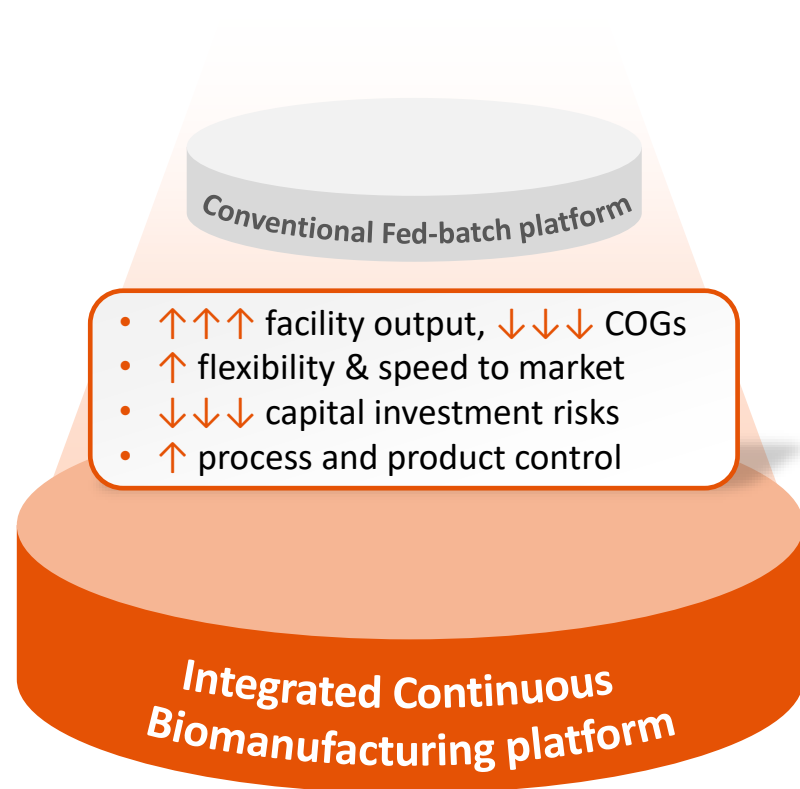 Conventional Fed-batch platform
• ↑↑↑ facility output, ↓↓↓ COGs
• ↑ flexibility & speed to market
• ↓↓↓ capital investment risks
• ↑ process and product control
Integrated Continuous
Biomanufacturing platform